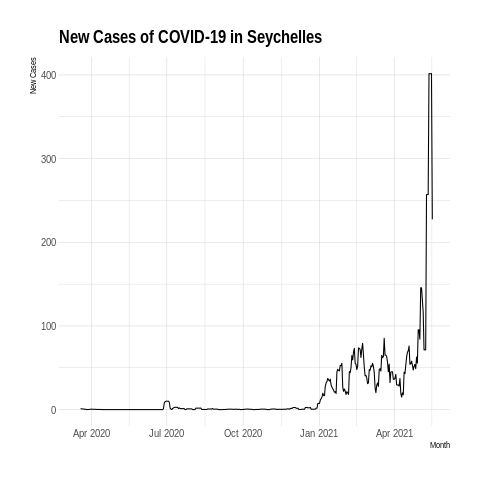 New Cases of COVID-19 in Seychelles
New Cases
400
300
200
100
0
Apr 2020 Jul 2020 Oct 2020 Jan 2021 Apr 2021
Month